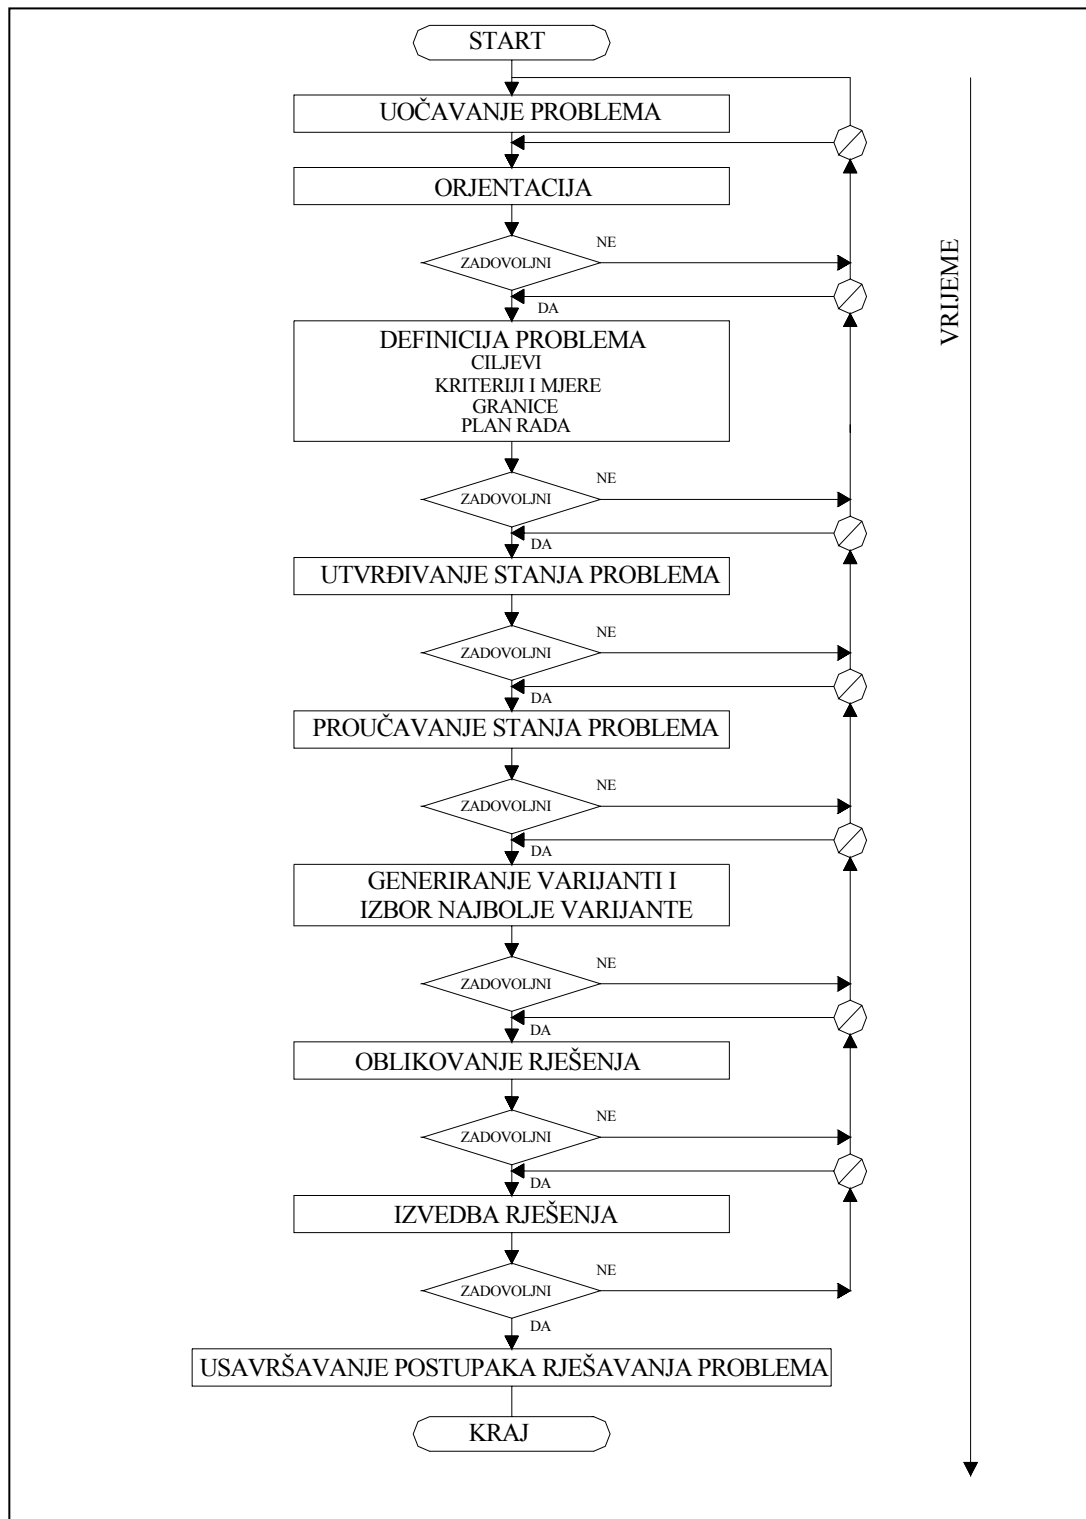 START
UOČAVANJE PROBLEMA
ORJENTACIJA
ZADOVOLJNI
NE
DA
VRIJEME
DEFINICIJA PROBLEMA
CILJEVI
KRITERIJI I MJERE
GRANICE
PLAN RADA
ZADOVOLJNI
NE
DA
UTVRĐIVANJE STANJA PROBLEMA
ZADOVOLJNI
NE
DA
PROUČAVANJE STANJA PROBLEMA
ZADOVOLJNI
NE
DA
GENERIRANJE VARIJANTI I
IZBOR NAJBOLJE VARIJANTE
ZADOVOLJNI
NE
DA
OBLIKOVANJE RJEŠENJA
ZADOVOLJNI
NE
DA
IZVEDBA RJEŠENJA
ZADOVOLJNI
NE
DA
USAVRŠAVANJE POSTUPAKA RJEŠAVANJA PROBLEMA
KRAJ